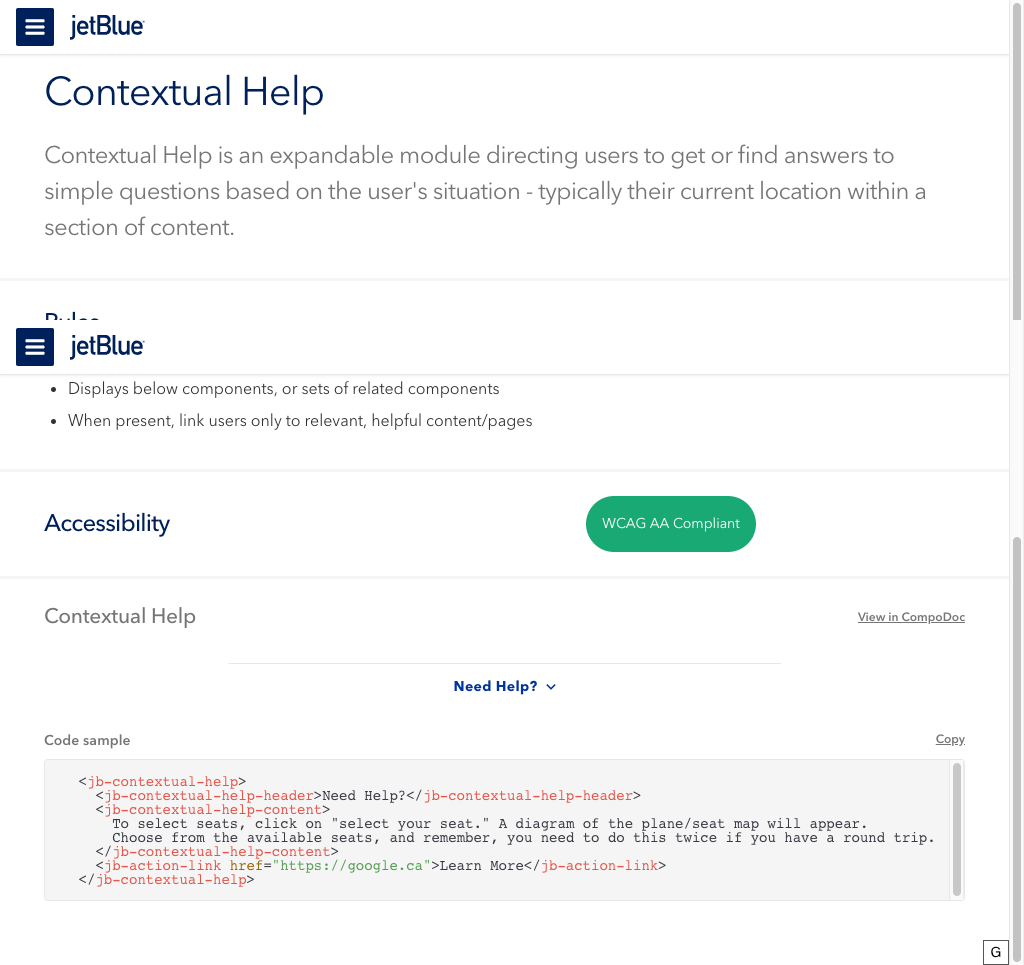 jetBlue
Contextual Help
Contextual Help is an expandable module directing users to get or find answers to
simple questions based on the user's situation - typically their current location within a
section of content.
Rules
jetBlue
• Displays below components, or sets of related components
• When present, link users only to relevant, helpful content/pages
Accessibility
WCAG AA Compliant
Contextual Help
View in CompoDoc
Need Help?
Code sample
Copy
<jb-contextual-help>
<jb-contextual-help-header>Need Help?</jb-contextual-help-header>
<jb-contextual-help-content>
To select seats, click on "select your seat." A diagram of the plane/seat map will appear.
Choose from the available seats, and remember, you need to do this twice if you have a round trip.
</jb-contextual-help-content>
<jb-action-link href="https://google.ca">Learn More</jb-action-link>
</jb-contextual-help>
G